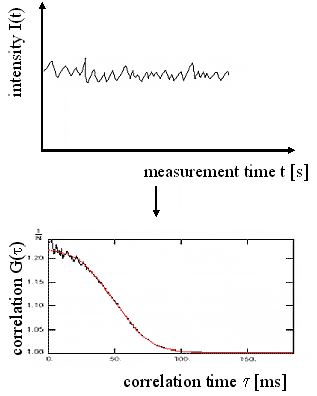 intensity I(t)
measurement time t [s]
correlation G(τ)
1/N
1.20
1.15
1.10
1.05
1.00
0.
50.
100.
150.
correlation time τ [ms]